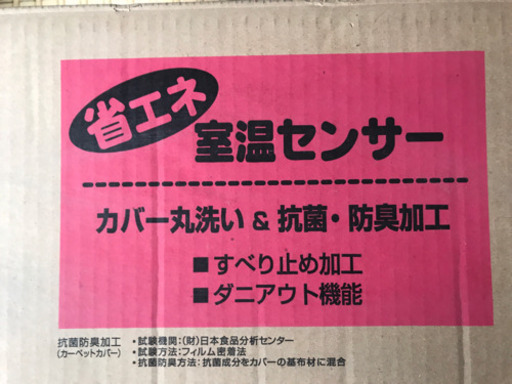 省エネ
室温センサー
カバー丸洗い & 抗菌・防臭加工
■すべり止め加工
■ダニアウト機能
抗菌防臭加工 ・試験機関：(財)日本食品分析センター
(カーペットカバー) ・試験方法：フィルム密着法
・抗菌防臭方法：抗菌成分をカバーの基布材に混合